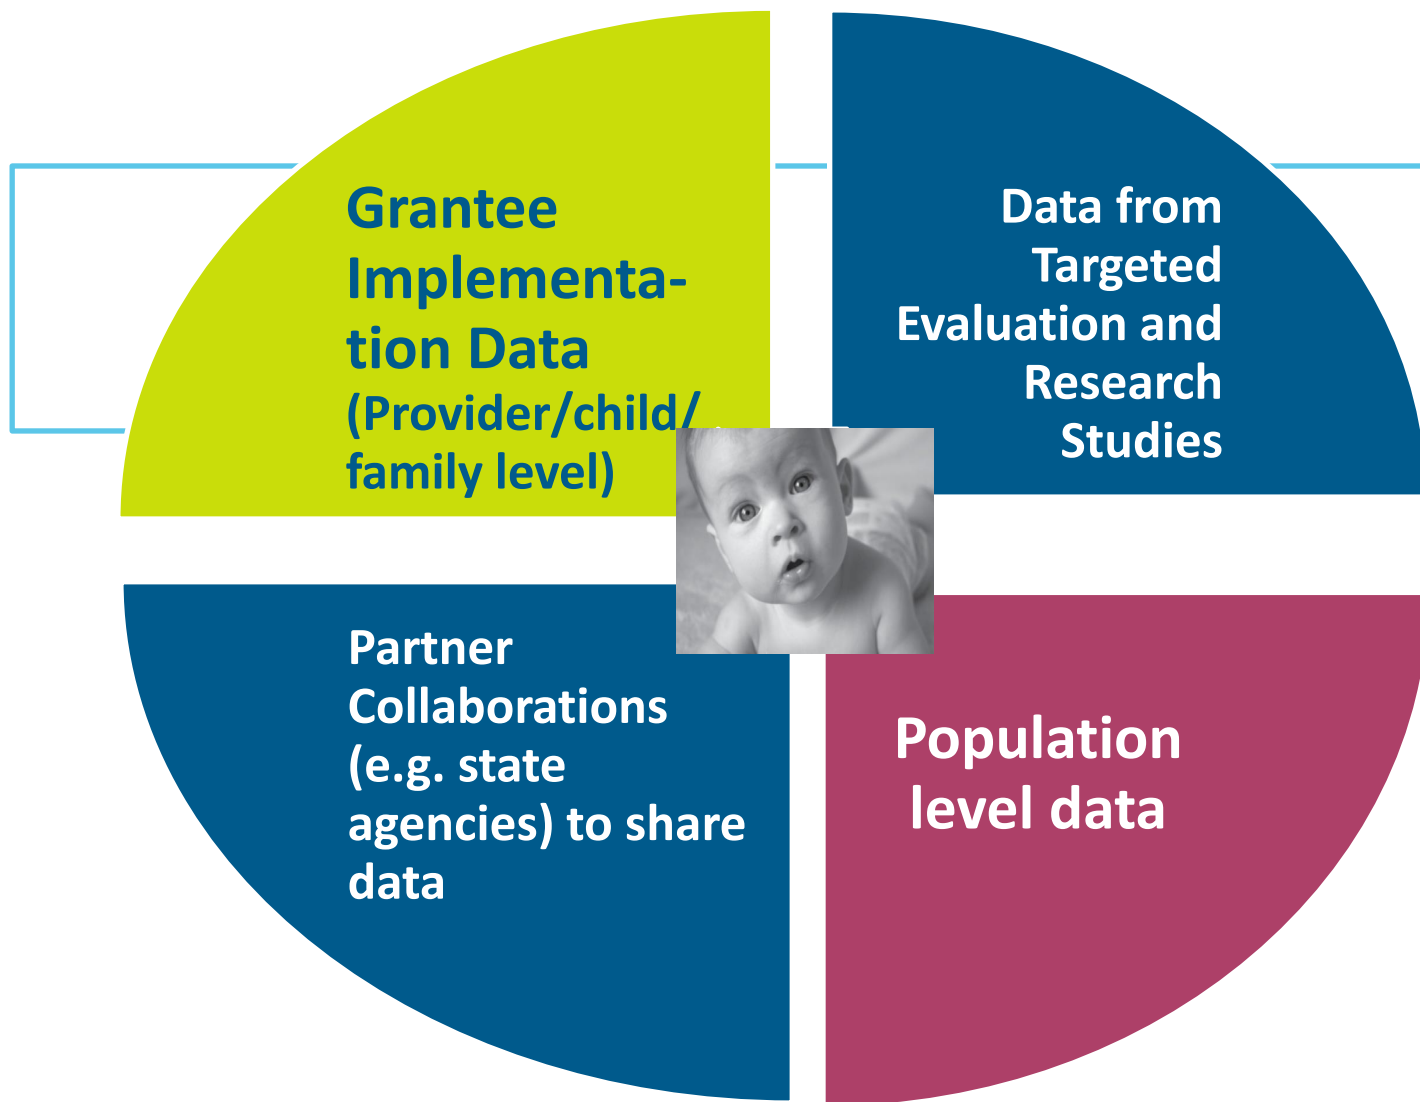 Grantee
Implementa-
tion Data
(Provider/child/
family level)
Data from
Targeted
Evaluation and
Research
Studies
Partner
Collaborations
(e.g. state
agencies) to share
data
Population
level data